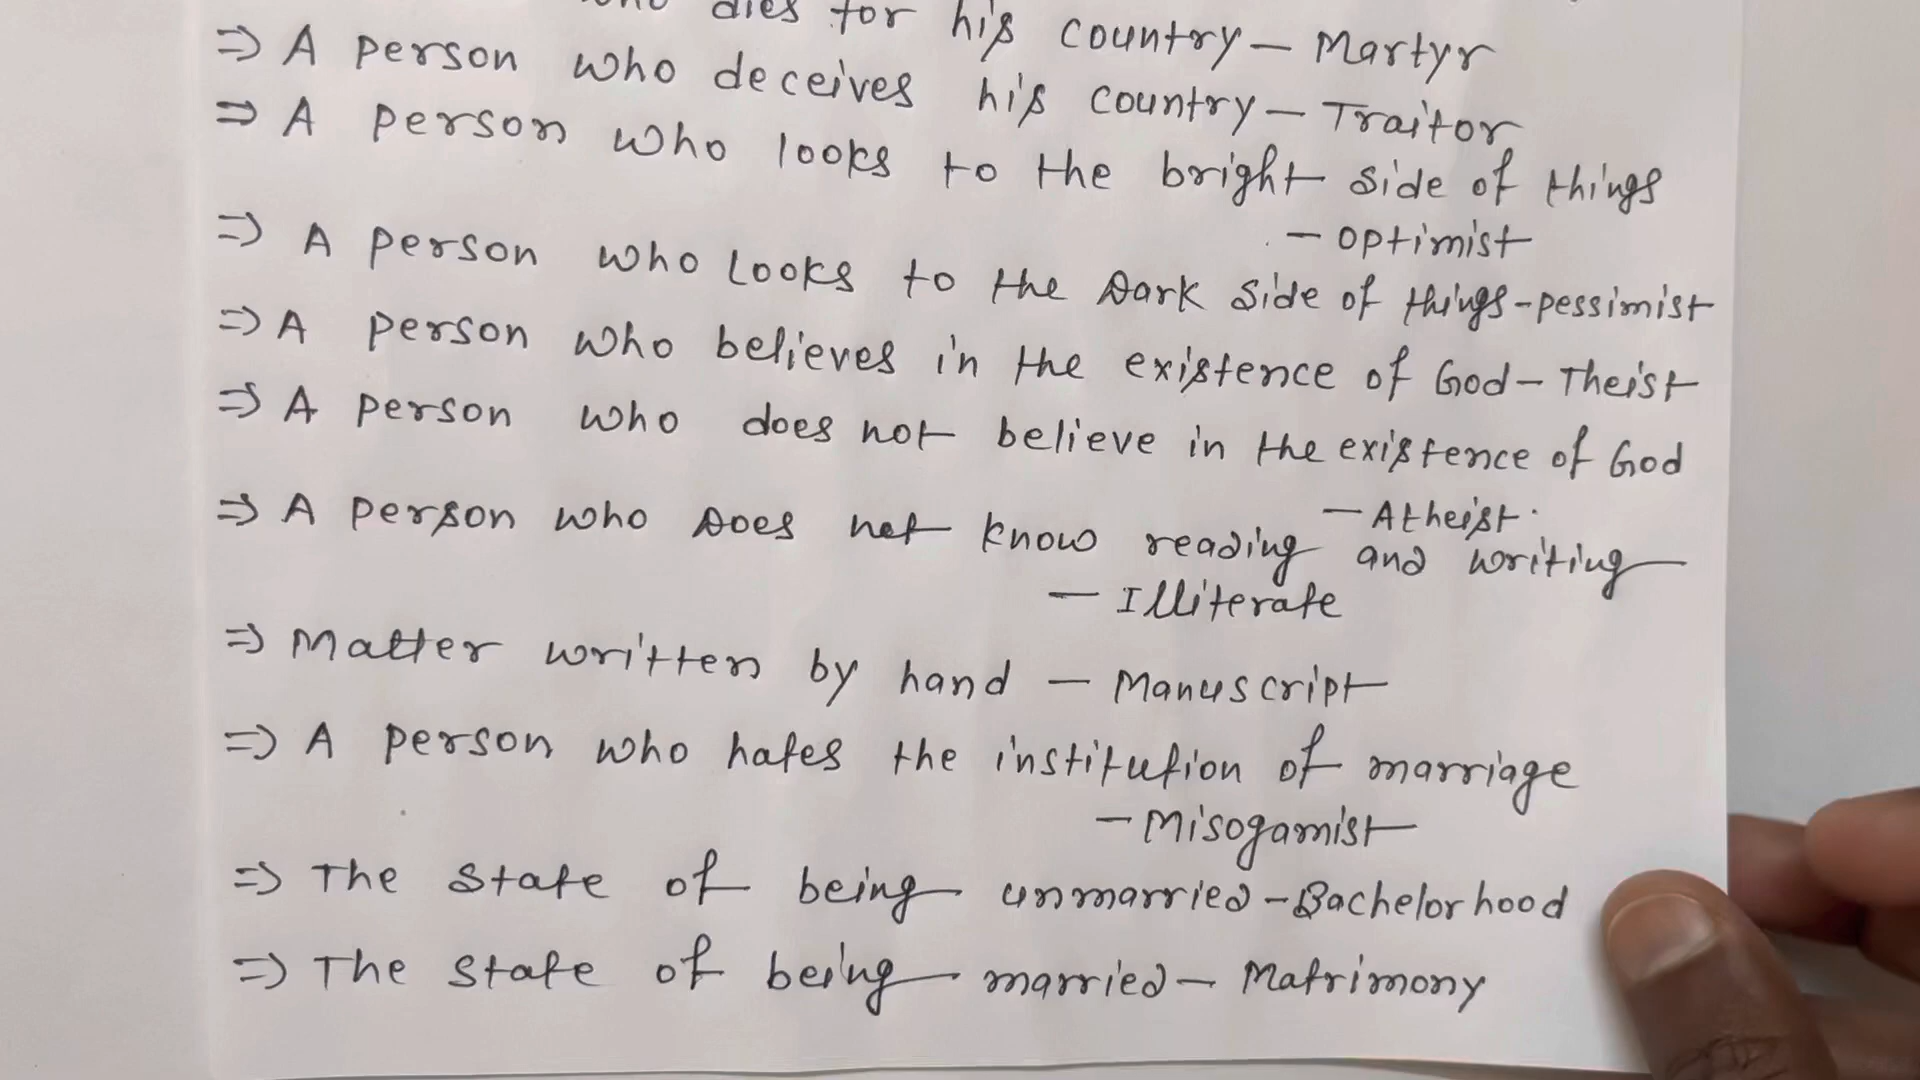 dies for his country - Martyr
⇒ A person who deceives his country - Traitor
⇒ A person who looks to the bright side of things
- optimist
⇒ A person who Looks to the Dark side of things - pessimist
⇒ A person who believes in the existence of God - Theist
⇒ A person who does not believe in the existence of God
- Atheist.
⇒ A person who Does not know reading and writing
- Illiterate
⇒ Matter written by hand - Manuscript
⇒ A person who hates the institution of marriage
- Misogamist
⇒ The state of being unmarried - Bachelorhood
⇒ The state of being married - Matrimony